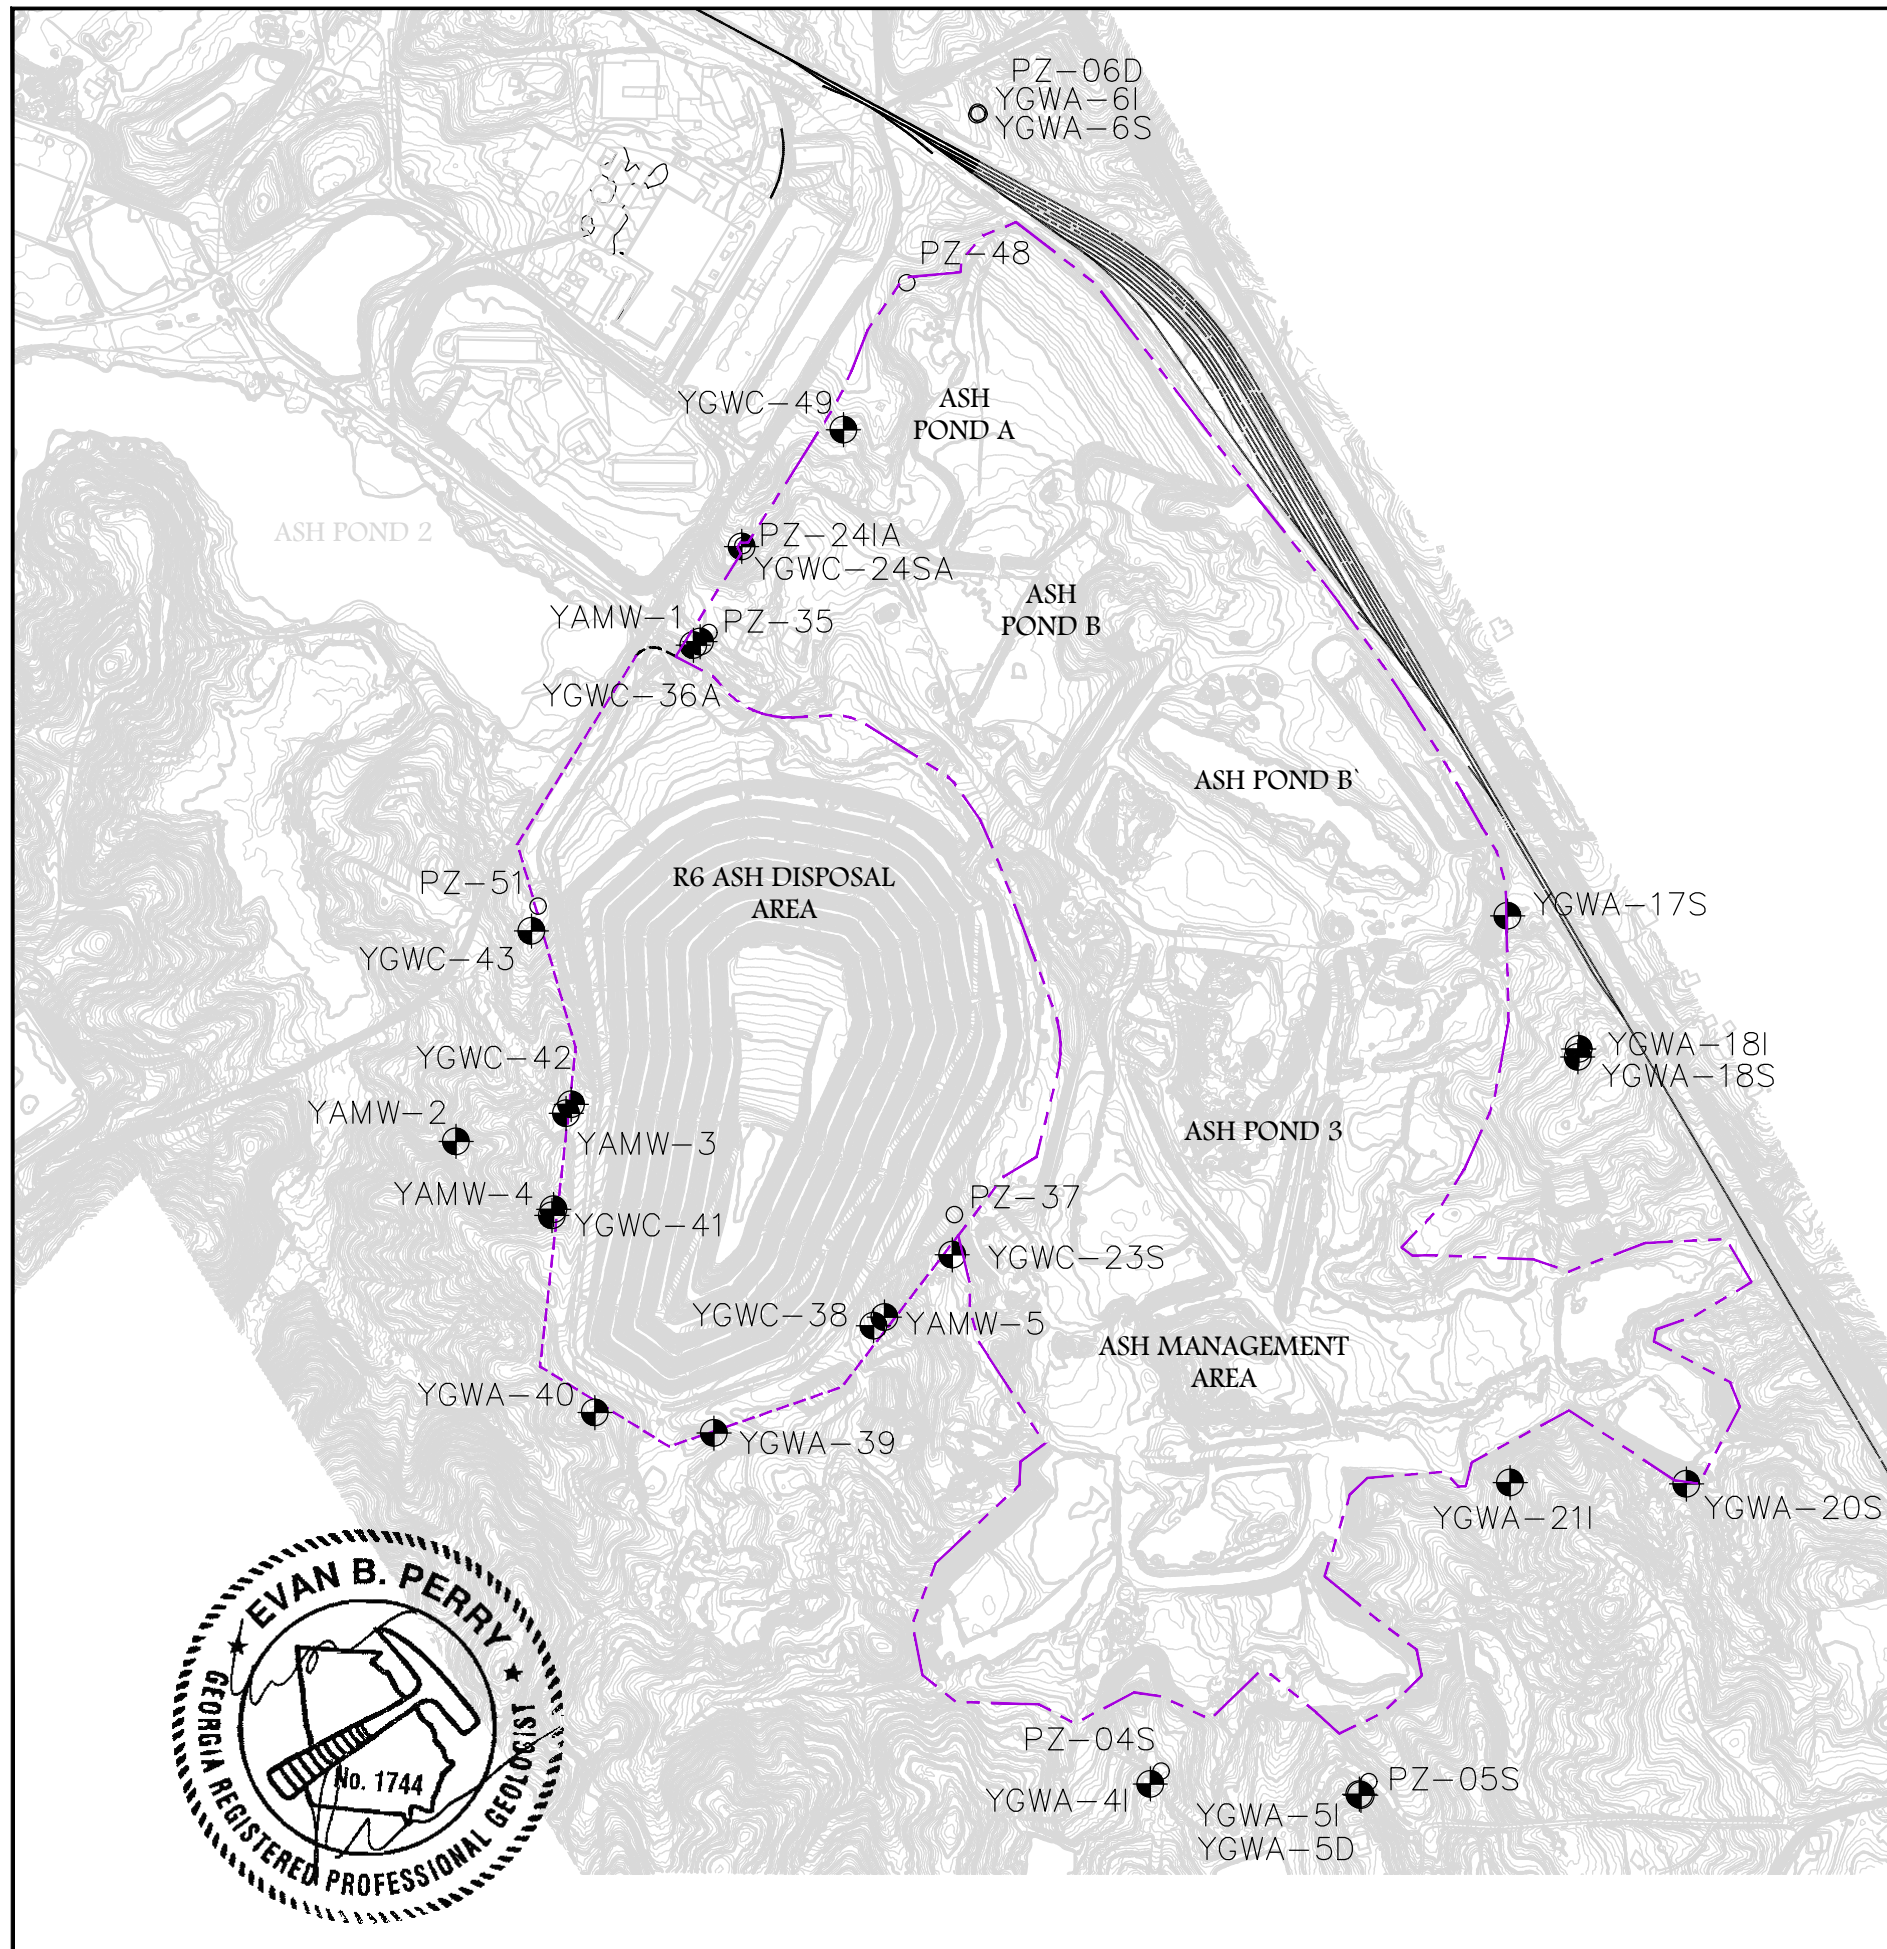 PZ-06D
YGWA-6I
YGWA-6S
PZ-48
YGWC-49
ASH
POND A
ASH POND 2
PZ-24IA
YGWC-24SA
ASH
POND B
YAMW-1
PZ-35
YGWC-36A
ASH POND B`
R6 ASH DISPOSAL
AREA
PZ-51
YGWC-43
YGWA-17S
YGWC-42
YGWA-18I
YGWA-18S
YAMW-2
YAMW-3
ASH POND 3
YAMW-4
YGWC-41
PZ-37
YGWC-23S
YGWC-38
YAMW-5
ASH MANAGEMENT
AREA
YGWA-40
YGWA-39
YGWA-21I
YGWA-20S
EVAN B. PERRY
No. 1744
GEORGIA REGISTERED PROFESSIONAL GEOLOGIST
PZ-04S
YGWA-4I
PZ-05S
YGWA-5I
YGWA-5D